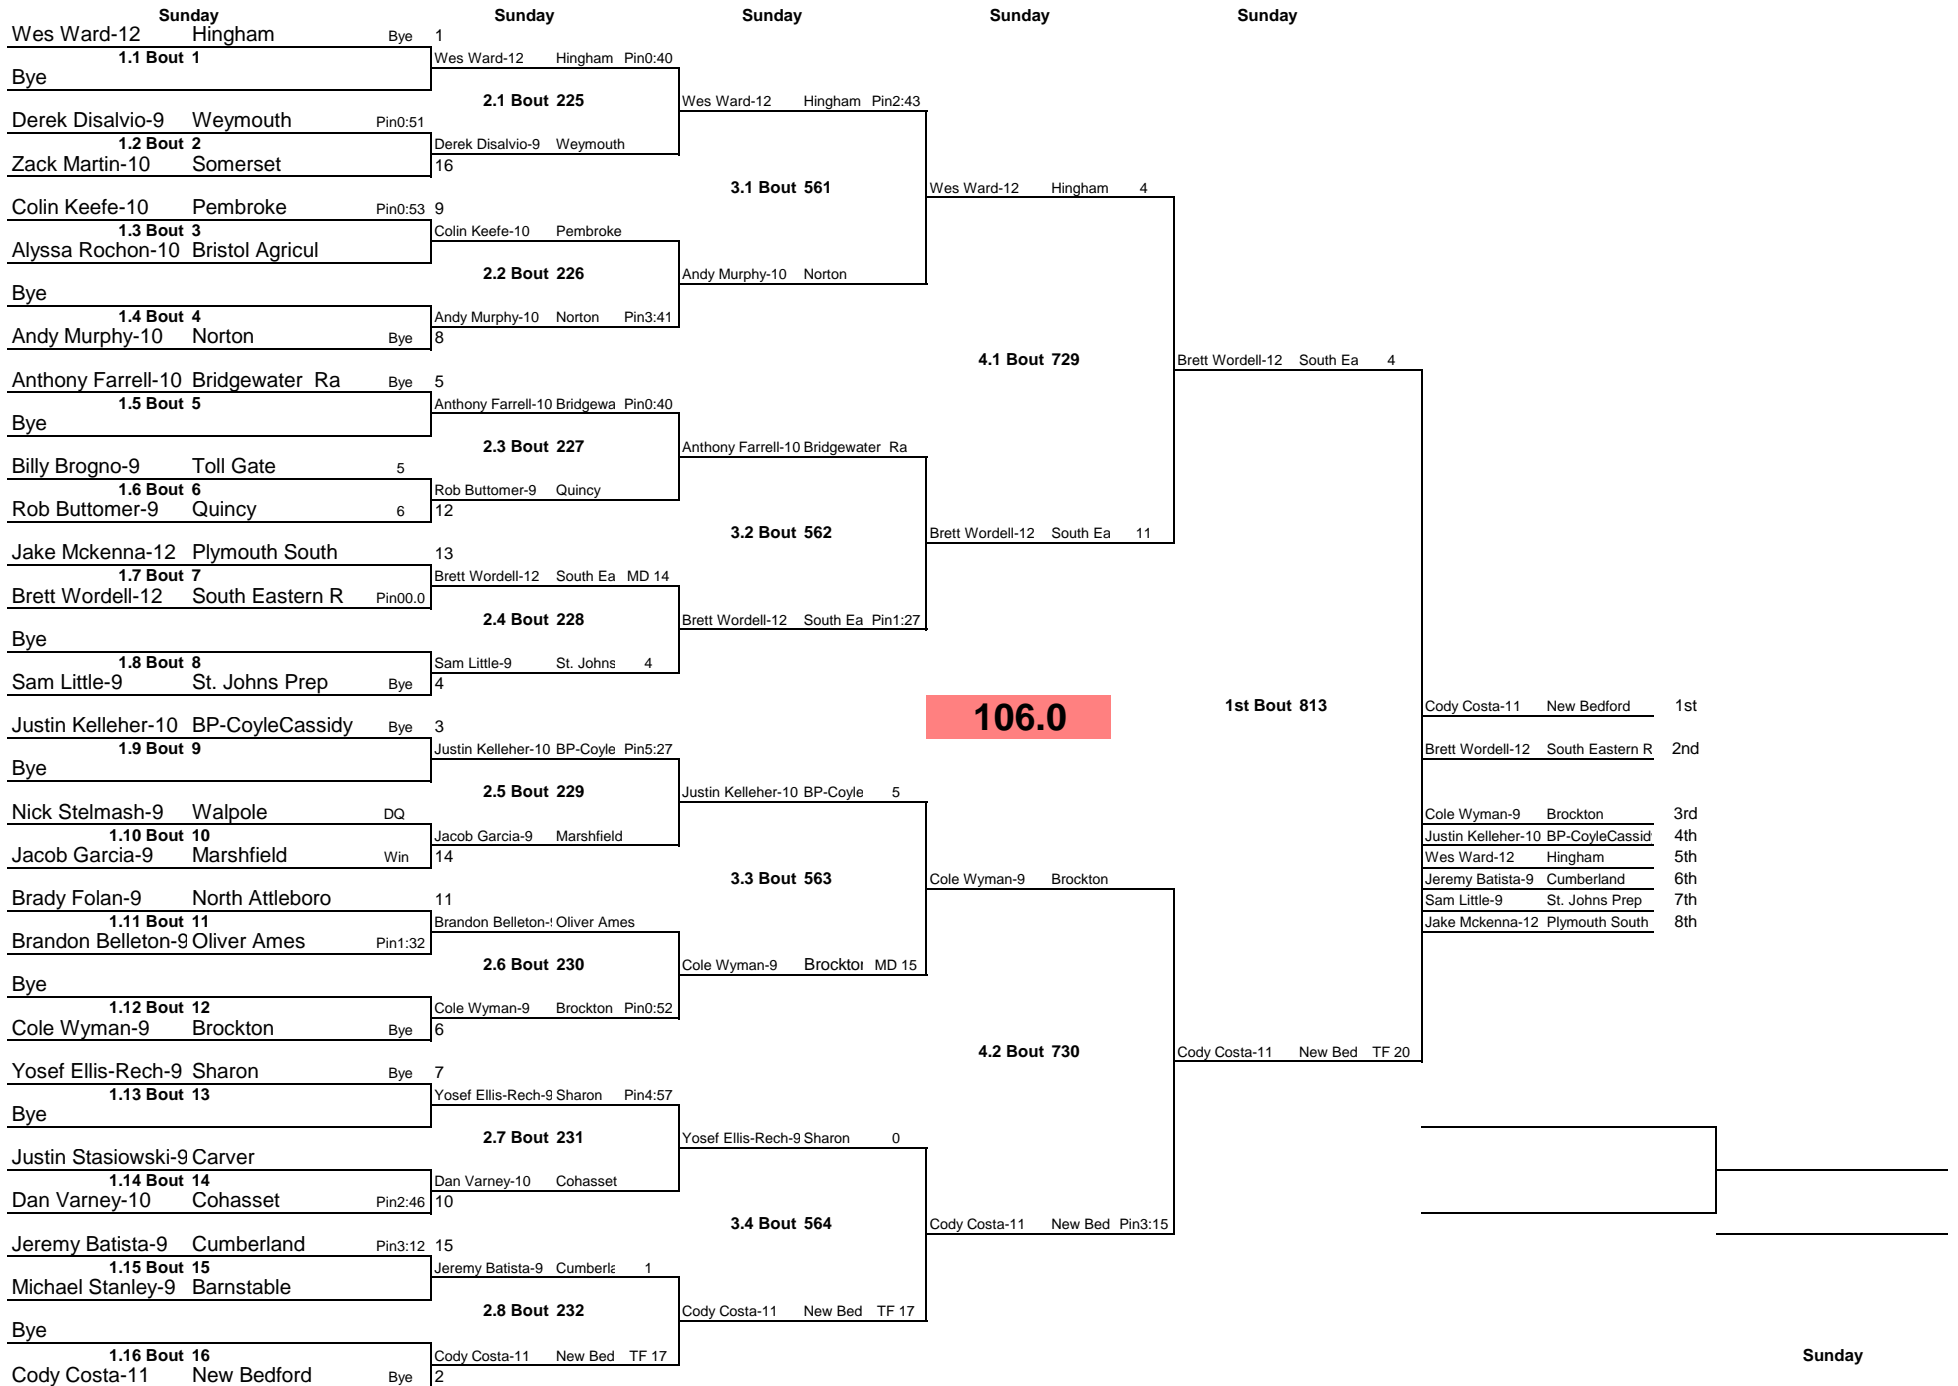 Sunday Sunday Sunday Sunday Sunday
Wes Ward-12 Hingham Bye 1
1.1 Bout 1 Wes Ward-12 Hingham Pin0:40
Bye
2.1 Bout 225 Wes Ward-12 Hingham Pin2:43
Derek Disalvio-9 Weymouth Pin0:51
1.2 Bout 2 Derek Disalvio-9 Weymouth
Zack Martin-10 Somerset 16
3.1 Bout 561 Wes Ward-12 Hingham 4
Colin Keefe-10 Pembroke Pin0:53 9
1.3 Bout 3 Colin Keefe-10 Pembroke
Alyssa Rochon-10 Bristol Agricul
2.2 Bout 226 Andy Murphy-10 Norton
Bye
1.4 Bout 4 Andy Murphy-10 Norton Pin3:41
Andy Murphy-10 Norton Bye 8
4.1 Bout 729 Brett Wordell-12 South Ea 4
Anthony Farrell-10 Bridgewater Ra Bye 5
1.5 Bout 5 Anthony Farrell-10 Bridgewa Pin0:40
Bye
2.3 Bout 227 Anthony Farrell-10 Bridgewater Ra
Billy Brogno-9 Toll Gate 5
1.6 Bout 6 Rob Buttomer-9 Quincy
Rob Buttomer-9 Quincy 6 12
3.2 Bout 562 Brett Wordell-12 South Ea 11
Jake Mckenna-12 Plymouth South 13
1.7 Bout 7 Brett Wordell-12 South Ea MD 14
Brett Wordell-12 South Eastern R Pin00.0
2.4 Bout 228 Brett Wordell-12 South Ea Pin1:27
Bye
1.8 Bout 8 Sam Little-9 St. Johns 4
Sam Little-9 St. Johns Prep Bye 4
106.0 1st Bout 813 Cody Costa-11 New Bedford 1st
Justin Kelleher-10 BP-CoyleCassidy Bye 3
1.9 Bout 9 Justin Kelleher-10 BP-Coyle Pin5:27 Brett Wordell-12 South Eastern R 2nd
Bye
2.5 Bout 229 Justin Kelleher-10 BP-Coyle 5
Nick Stelmash-9 Walpole DQ Cole Wyman-9 Brockton 3rd
1.10 Bout 10 Jacob Garcia-9 Marshfield Justin Kelleher-10 BP-CoyleCassid 4th
Jacob Garcia-9 Marshfield Win 14 Wes Ward-12 Hingham 5th
3.3 Bout 563 Cole Wyman-9 Brockton Jeremy Batista-9 Cumberland 6th
Brady Folan-9 North Attleboro 11 Sam Little-9 St. Johns Prep 7th
1.11 Bout 11 Brandon Belleton- Oliver Ames Jake Mckenna-12 Plymouth South 8th
Brandon Belleton-9 Oliver Ames Pin1:32
2.6 Bout 230 Cole Wyman-9 Brockto MD 15
Bye
1.12 Bout 12 Cole Wyman-9 Brockton Pin0:52
Cole Wyman-9 Brockton Bye 6
4.2 Bout 730 Cody Costa-11 New Bed TF 20
Yosef Ellis-Rech-9 Sharon Bye 7
1.13 Bout 13 Yosef Ellis-Rech-9 Sharon Pin4:57
Bye
2.7 Bout 231 Yosef Ellis-Rech-9 Sharon 0
Justin Stasiowski-9 Carver
1.14 Bout 14 Dan Varney-10 Cohasset
Dan Varney-10 Cohasset Pin2:46 10
3.4 Bout 564 Cody Costa-11 New Bed Pin3:15
Jeremy Batista-9 Cumberland Pin3:12 15
1.15 Bout 15 Jeremy Batista-9 Cumberla 1
Michael Stanley-9 Barnstable
2.8 Bout 232 Cody Costa-11 New Bed TF 17
Bye
1.16 Bout 16 Cody Costa-11 New Bed TF 17 Sunday
Cody Costa-11 New Bedford Bye 2